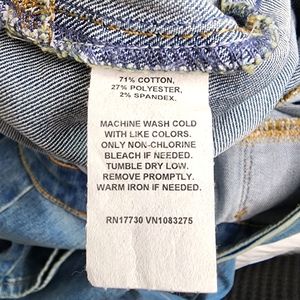 71% COTTON,
27% POLYESTER,
2% SPANDEX.
MACHINE WASH COLD
WITH LIKE COLORS.
ONLY NON-CHLORINE
BLEACH IF NEEDED.
TUMBLE DRY LOW.
REMOVE PROMPTLY.
WARM IRON IF NEEDED.
RN17730 VN1083275